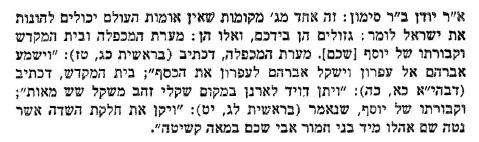 א"ר יודן ב"ר סימון: זה אחד מג' מקומות שאין אומות העולם יכולים להונות
את ישראל לומר: גזולים הן בידכם, ואלו הן: מערת המכפלה ובית המקדש
וקבורתו של יוסף [שכם]. מערת המכפלה, דכתיב (בראשית כג, טז): "וישמע
אברהם אל עפרון וישקל אברהם לעפרון את הכסף"; בית המקדש, דכתיב
(דבהי"א כא, כה): "ויתן דויד לארנן במקום שקלי זהב משקל שש מאות";
וקבורתו של יוסף, שנאמר (בראשית לג, יט): "ויקן את חלקת השדה אשר
נטה שם אהלו מיד בני חמור אבי שכם במאה קשיטה".